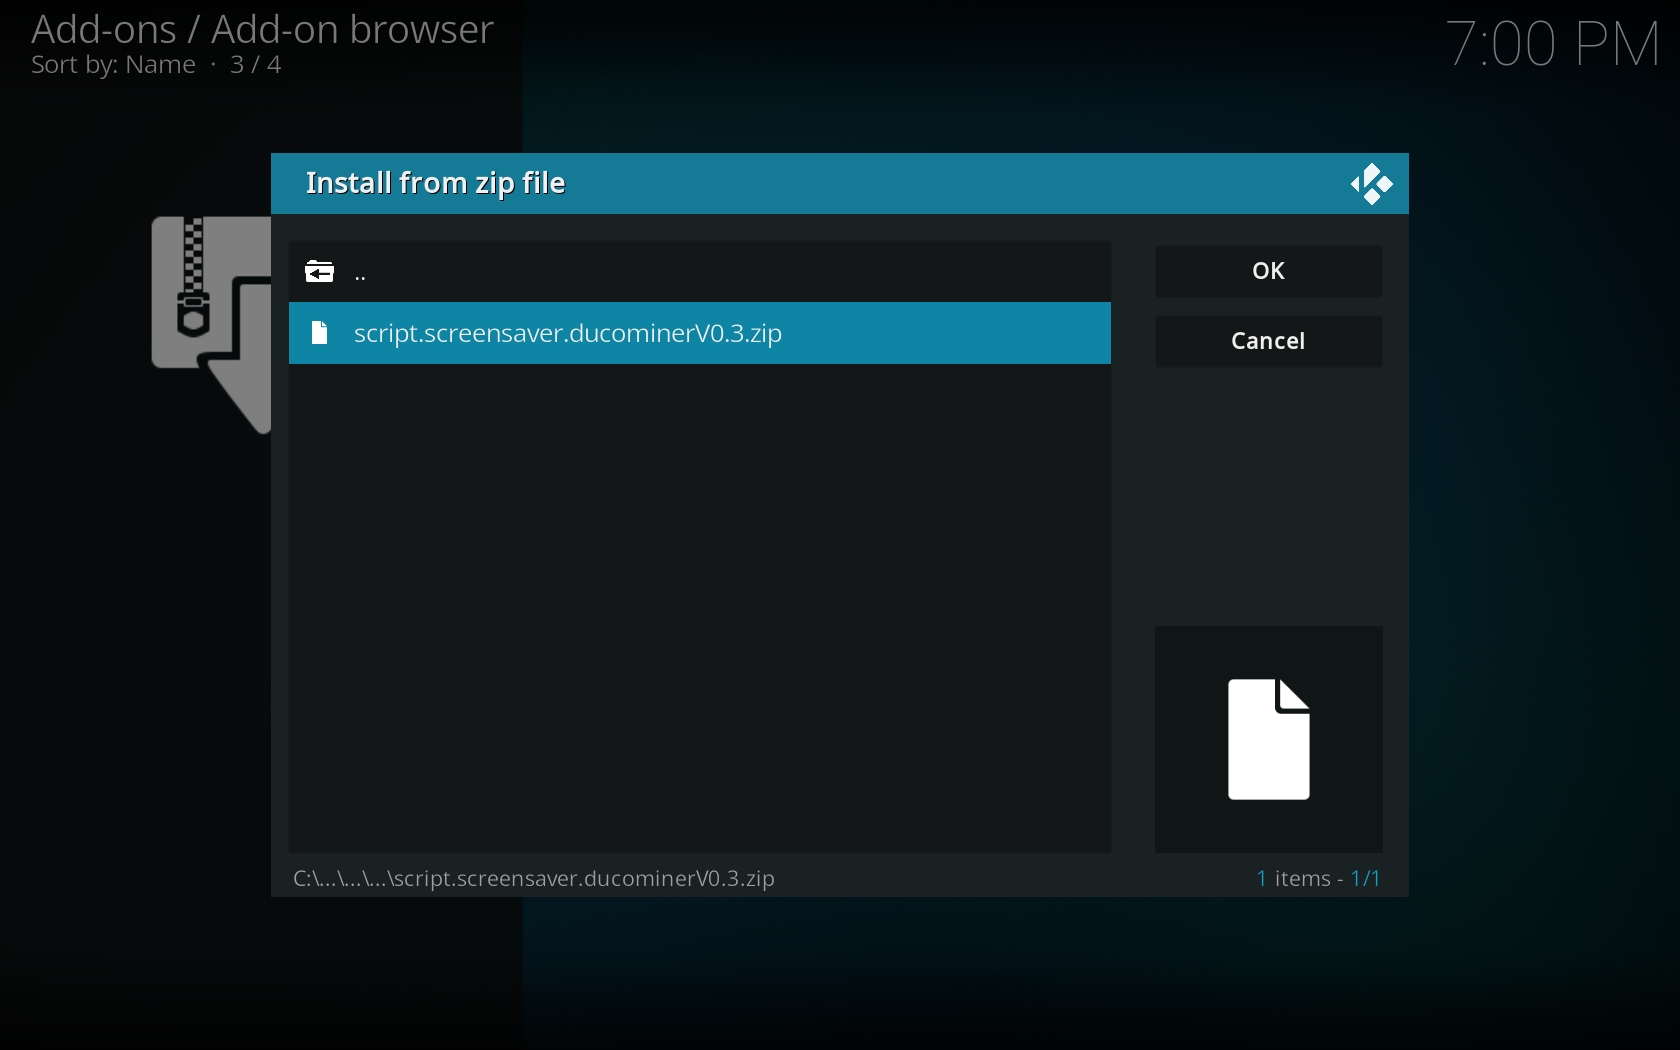 Add-ons / Add-on browser
Sort by: Name · 3 / 4
7:00 PM
Install from zip file
..
script.screensaver.ducominerV0.3.zip
OK
Cancel
C:\...\...\...\script.screensaver.ducominerV0.3.zip
1 items - 1/1